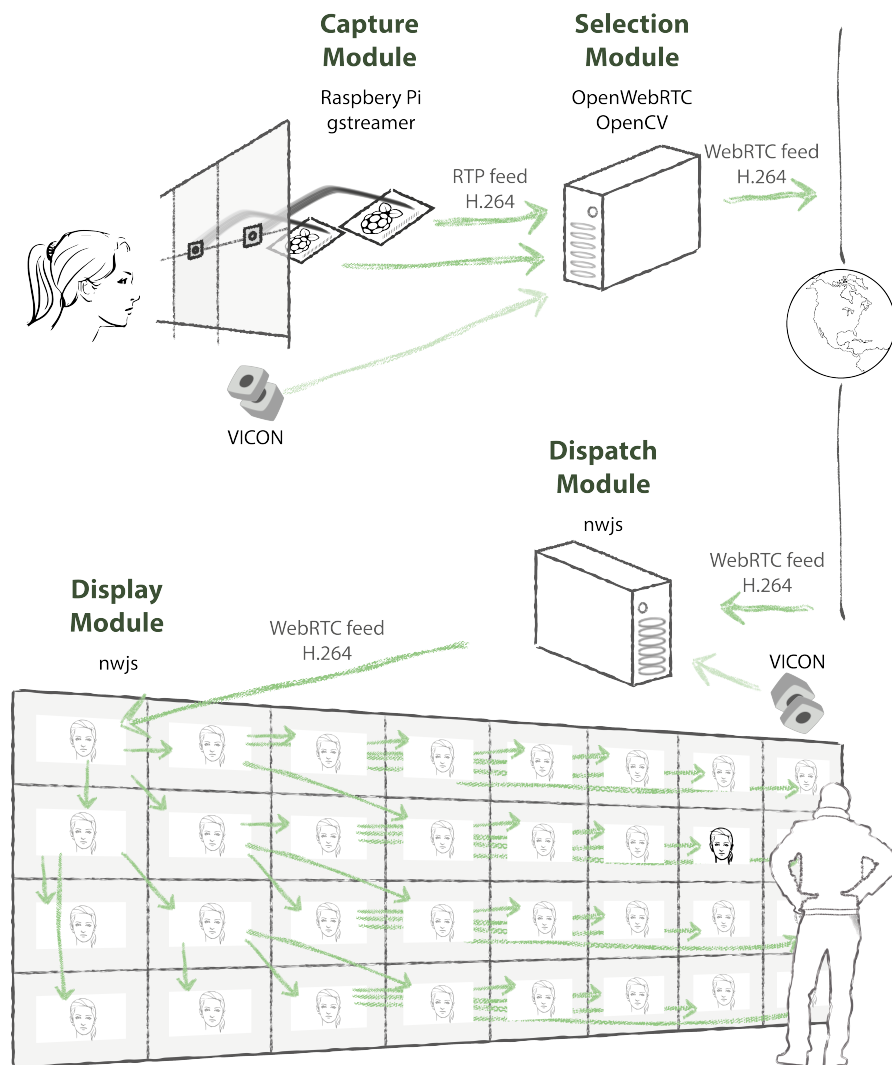 Capture
Module
Raspbery Pi
gstreamer
Selection
Module
OpenWebRTC
OpenCV
RTP feed
H.264
WebRTC feed
H.264
VICON
Dispatch
Module
nwjs
WebRTC feed
H.264
VICON
Display
Module
nwjs
WebRTC feed
H.264